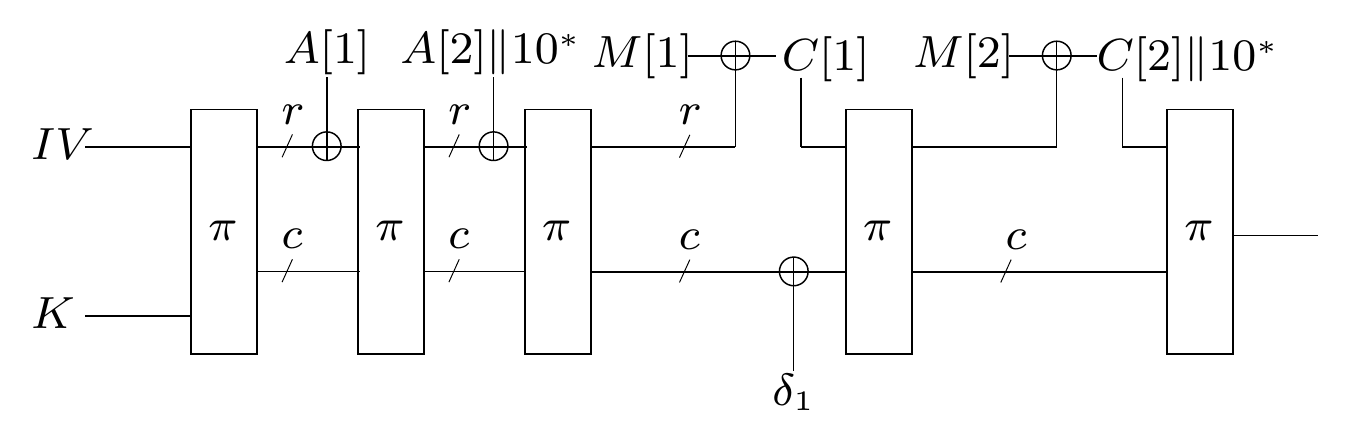 A[1] A[2]∥10* M[1] C[1] M[2] C[2]∥10*
r r r
IV
π π π π π
c c c c
K
δ₁